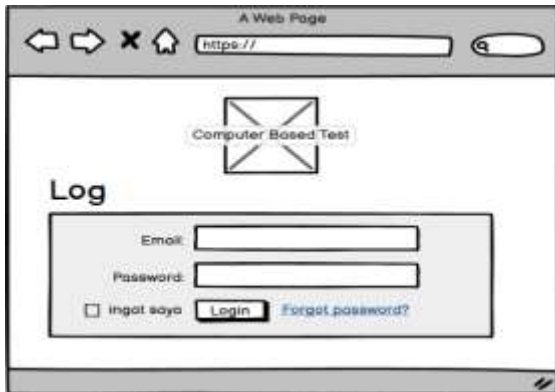 A Web Page
https://
Computer Based Test
Log
Email:
Password:
ingat saya Login Forgot password?